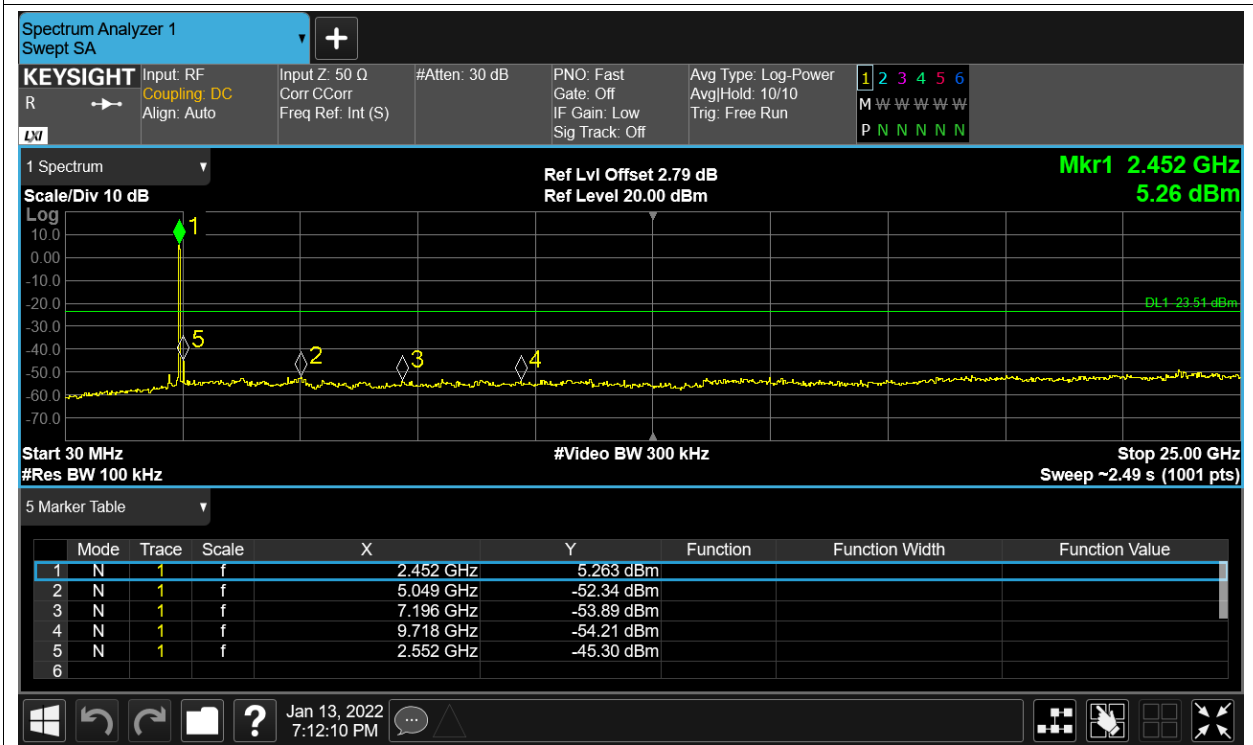 Spectrum Analyzer 1
Swept SA
KEYSIGHT
R
LXI
Input: RF
Coupling: DC
Align: Auto
Input Z: 50 Ω
Corr CCorr
Freq Ref: Int (S)
#Atten: 30 dB
PNO: Fast
Gate: Off
IF Gain: Low
Sig Track: Off
Avg Type: Log-Power
Avg|Hold: 10/10
Trig: Free Run
1 2 3 4 5 6
M W W W W W
P N N N N N
1 Spectrum
Scale/Div 10 dB
Ref Lvl Offset 2.79 dB
Ref Level 20.00 dBm
Mkr1 2.452 GHz
5.26 dBm
Log
10.0
0.00
-10.0
-20.0
-30.0
-40.0
-50.0
-60.0
-70.0
1
5
2
3
4
DL1 -23.51 dBm
Start 30 MHz
#Res BW 100 kHz
#Video BW 300 kHz
Stop 25.00 GHz
Sweep ~2.49 s (1001 pts)
5 Marker Table
Mode Trace Scale X Y Function Function Width Function Value
1 N 1 f 2.452 GHz 5.263 dBm
2 N 1 f 5.049 GHz -52.34 dBm
3 N 1 f 7.196 GHz -53.89 dBm
4 N 1 f 9.718 GHz -54.21 dBm
5 N 1 f 2.552 GHz -45.30 dBm
6
?
Jan 13, 2022
7:12:10 PM